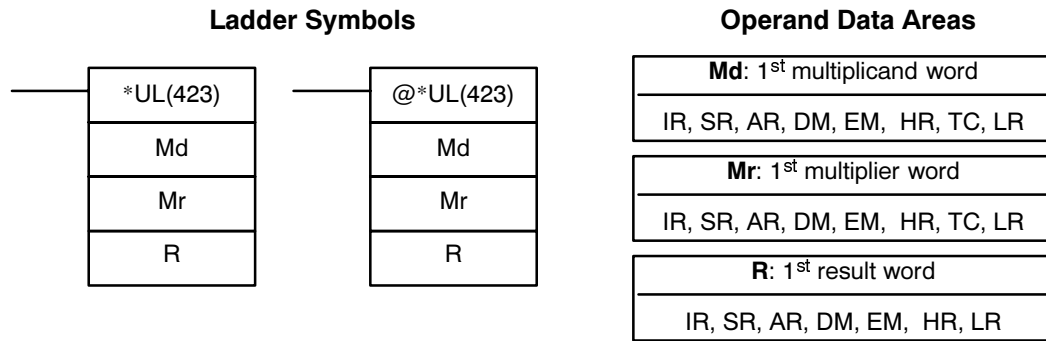 Ladder Symbols
*UL(423)
Md
Mr
R
@*UL(423)
Md
Mr
R
Operand Data Areas
Md: 1st multiplicand word
IR, SR, AR, DM, EM, HR, TC, LR
Mr: 1st multiplier word
IR, SR, AR, DM, EM, HR, TC, LR
R: 1st result word
IR, SR, AR, DM, EM, HR, LR